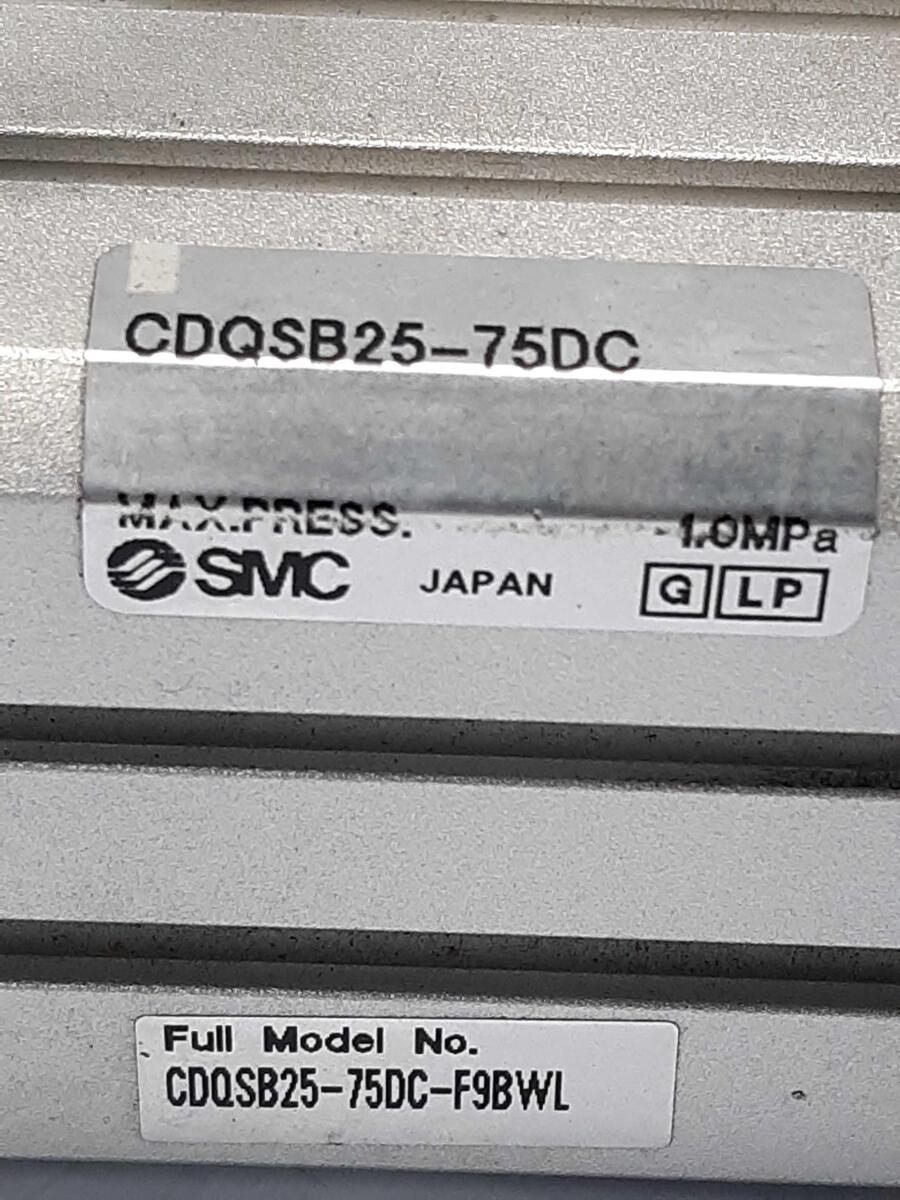 CDQSB25-75DC
MAX.PRESS. 1.0MPa
SMC JAPAN G LP
Full Model No.
CDQSB25-75DC-F9BWL